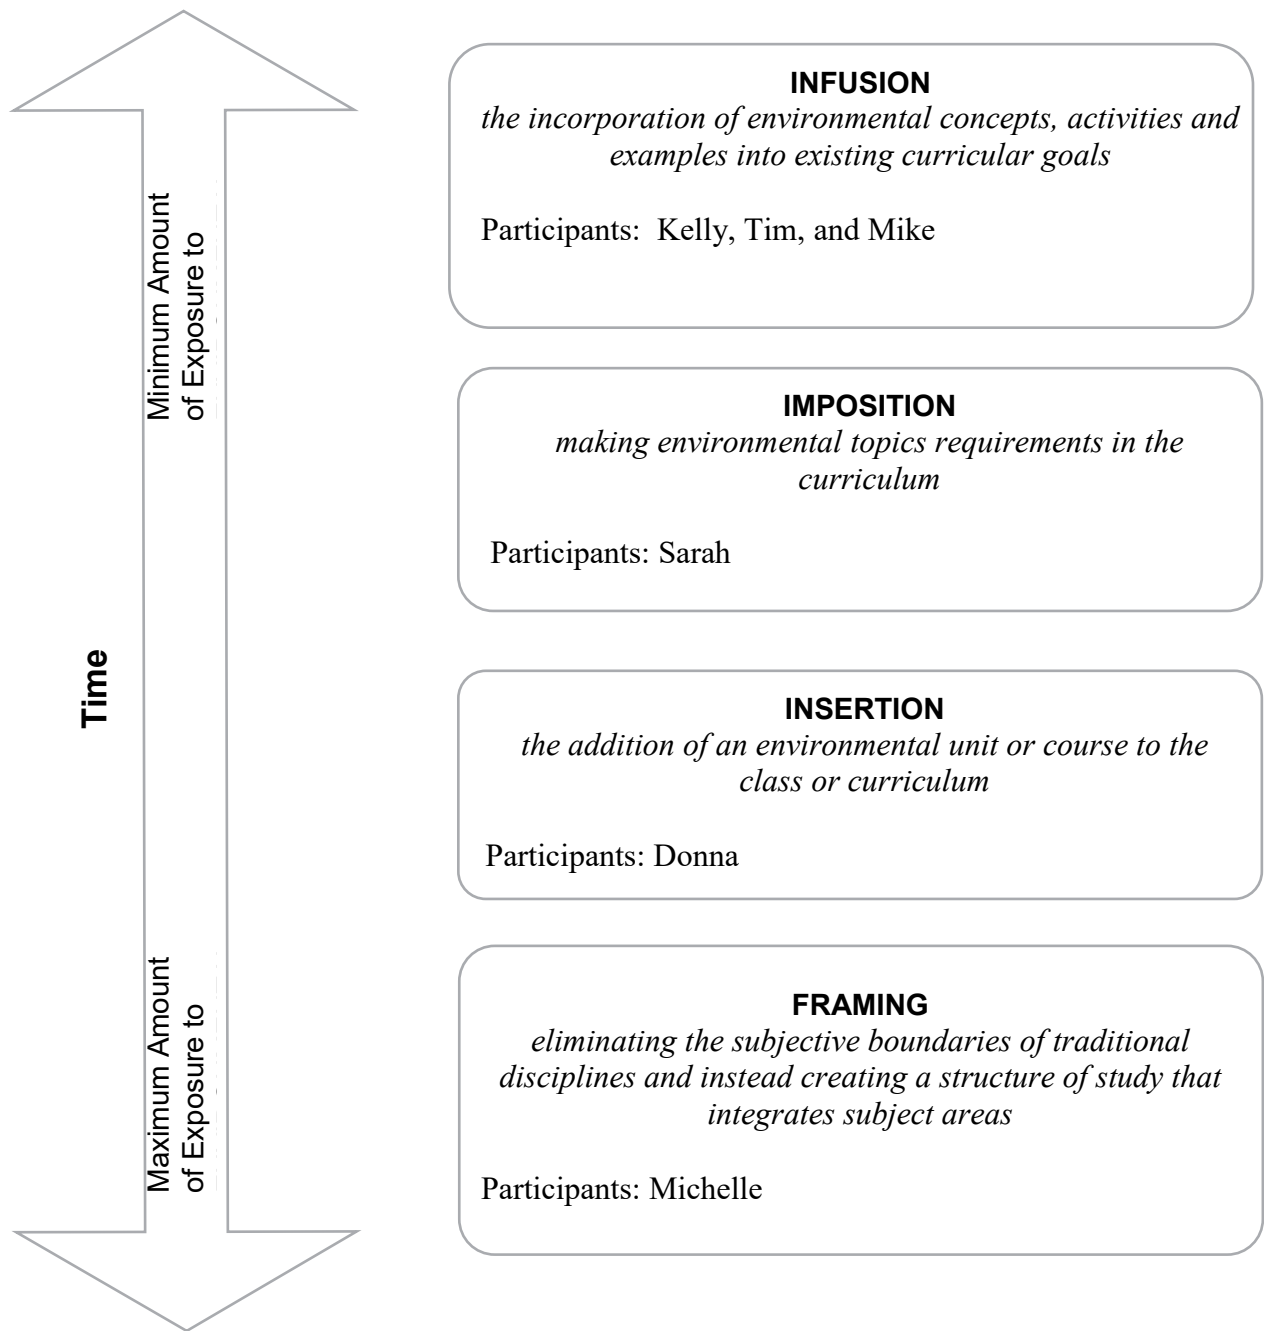 INFUSION
the incorporation of environmental concepts, activities and
examples into existing curricular goals
Participants:  Kelly, Tim, and Mike
Minimum Amount
of Exposure to
IMPOSITION
making environmental topics requirements in the
curriculum
Participants: Sarah
Time
INSERTION
the addition of an environmental unit or course to the
class or curriculum
Participants: Donna
Maximum Amount
of Exposure to
FRAMING
eliminating the subjective boundaries of traditional
disciplines and instead creating a structure of study that
integrates subject areas
Participants: Michelle